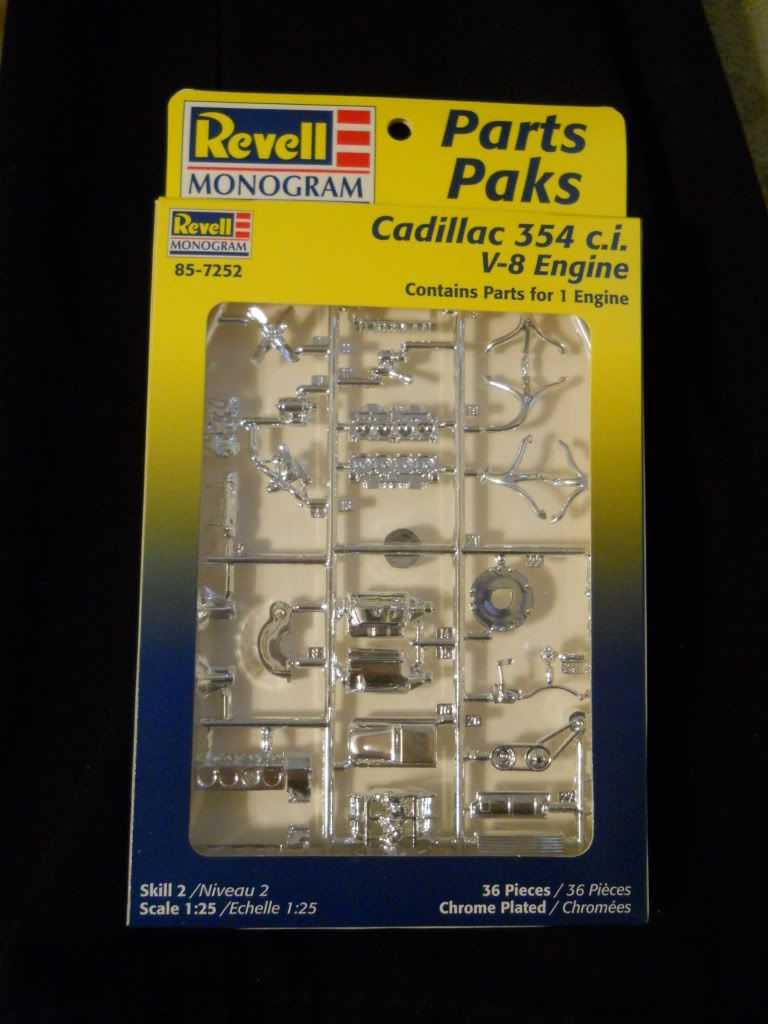 Revell
MONOGRAM
Parts
Paks
Revell
MONOGRAM
85-7252
Cadillac 354 c.i.
V-8 Engine
Contains Parts for 1 Engine
Skill 2 /Niveau 2
Scale 1:25 /Echelle 1:25
36 Pieces / 36 Pièces
Chrome Plated / Chromées